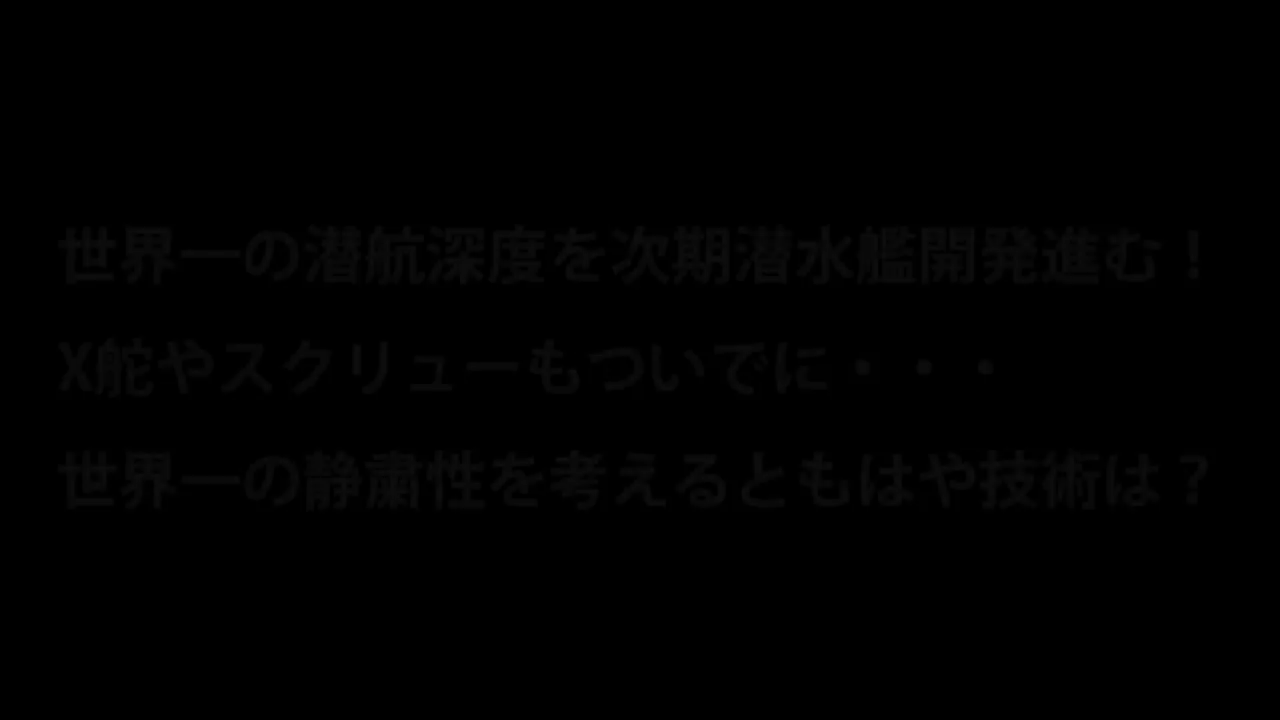 世界一の潜航深度を次期潜水艦開発進む！
X舵やスクリューもついでに・・・
世界一の静粛性を考えるともはや技術は？